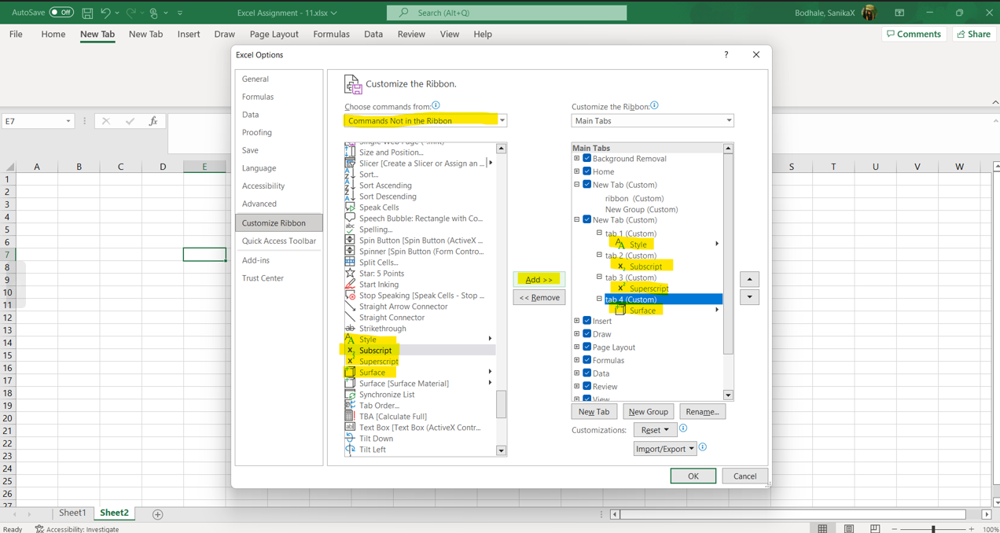 AutoSave Off Excel Assignment - 11.xlsx Search (Alt+Q) Bodhale, SanikaX
File Home New Tab New Tab Insert Draw Page Layout Formulas Data Review View Help Comments Share
Excel Options ?
General
Formulas
Data
Proofing
Save
Language
Accessibility
Advanced
Customize Ribbon
Quick Access Toolbar
Add-ins
Trust Center
Customize the Ribbon.
Choose commands from:
Commands Not in the Ribbon
Size and Position...
Slicer [Create a Slicer or Assign an ...
Sort...
Sort Ascending
Sort Descending
Speak Cells
Speech Bubble: Rectangle with Co...
Spelling...
Spin Button [Spin Button (ActiveX ...
Spinner [Spin Button (Form Contro...
Split Cells...
Star: 5 Points
Start Inking
Stop Speaking [Speak Cells - Stop ...
Straight Arrow Connector
Straight Connector
Strikethrough
Style
Subscript
Superscript
Surface
Surface [Surface Material]
Synchronize List
Tab Order...
TBA [Calculate Full]
Text Box [Text Box (ActiveX Contr...
Tilt Down
Tilt Left
Add >>
<< Remove
Customize the Ribbon:
Main Tabs
Main Tabs
Background Removal
Home
New Tab (Custom)
ribbon (Custom)
New Group (Custom)
New Tab (Custom)
tab 1 (Custom)
Style
tab 2 (Custom)
Subscript
tab 3 (Custom)
Superscript
tab 4 (Custom)
Surface
Insert
Draw
Page Layout
Formulas
Data
Review
View
New Tab New Group Rename...
Customizations: Reset
Import/Export
OK Cancel
E7 fx
A B C D E S T U V W
1
2
3
4
5
6
7
8
9
10
11
12
13
14
15
16
17
18
19
20
21
22
23
24
25
26
27
Sheet1 Sheet2
Ready Accessibility: Investigate 100%